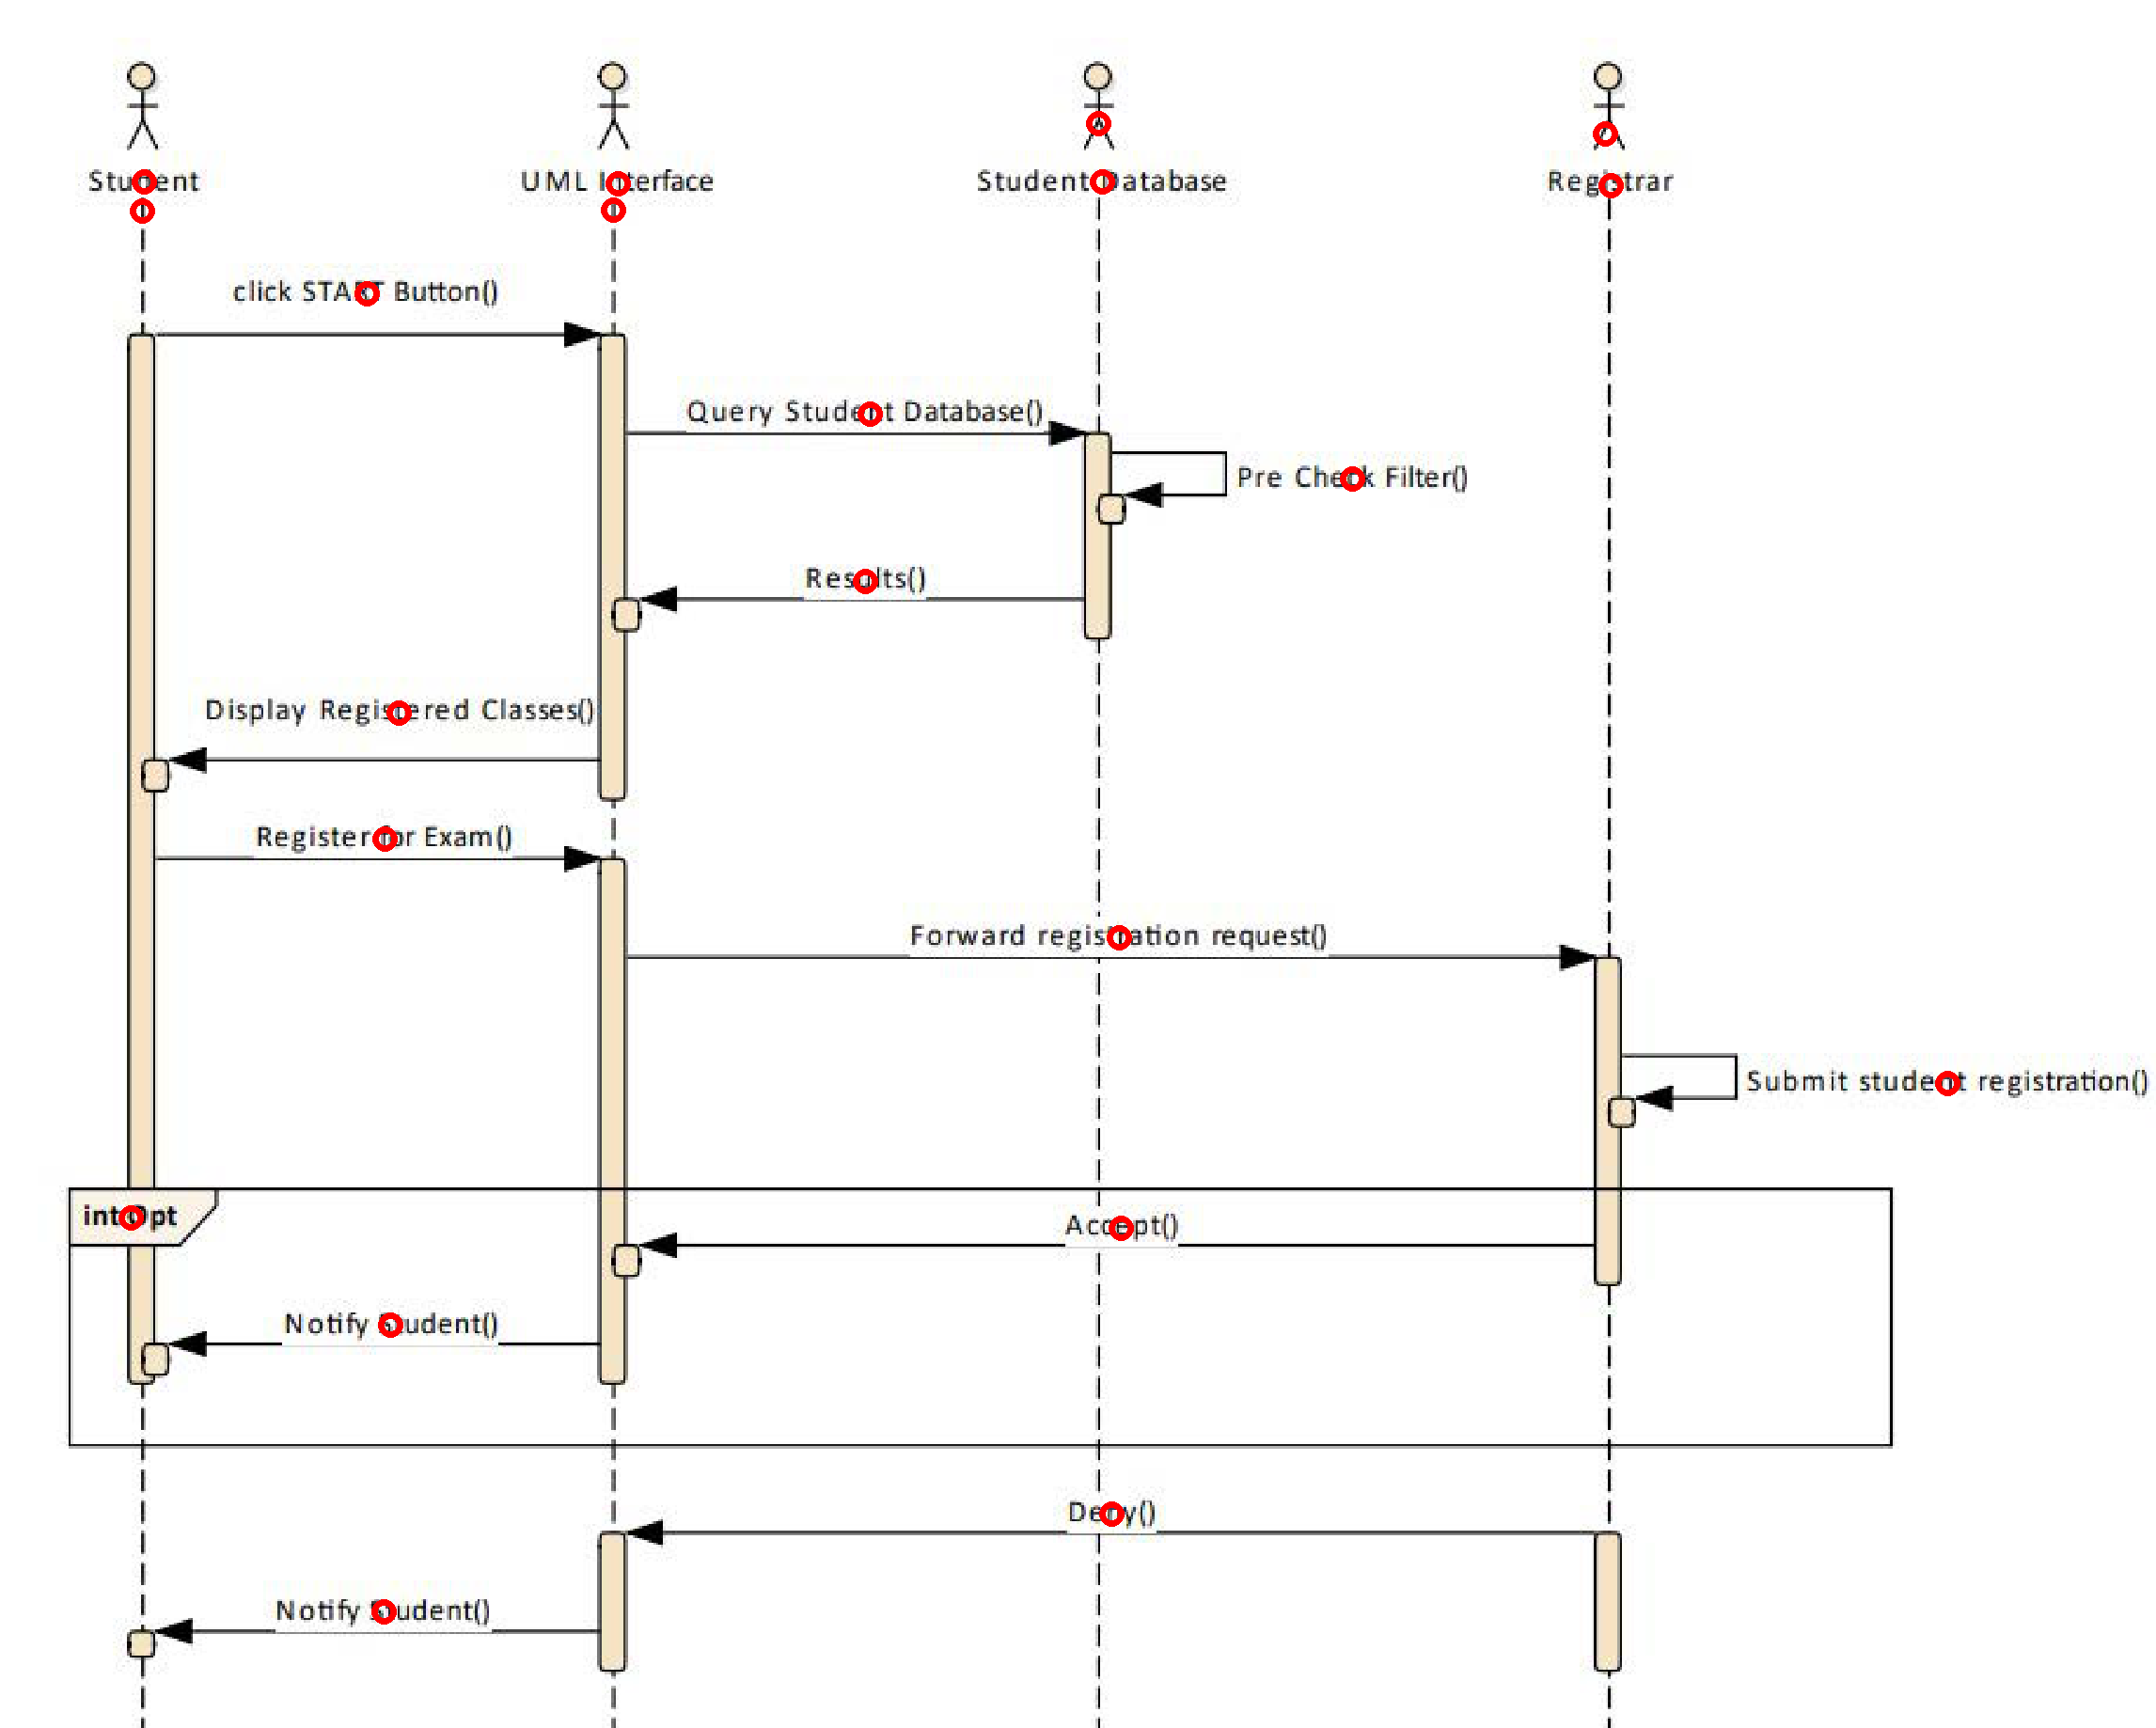 Student
UML Interface
Student Database
Registrar
click START Button()
Query Student Database()
Pre Check Filter()
Results()
Display Registered Classes()
Register for Exam()
Forward registration request()
Submit student registration()
int Opt
Accept()
Notify Student()
Deny()
Notify Student()